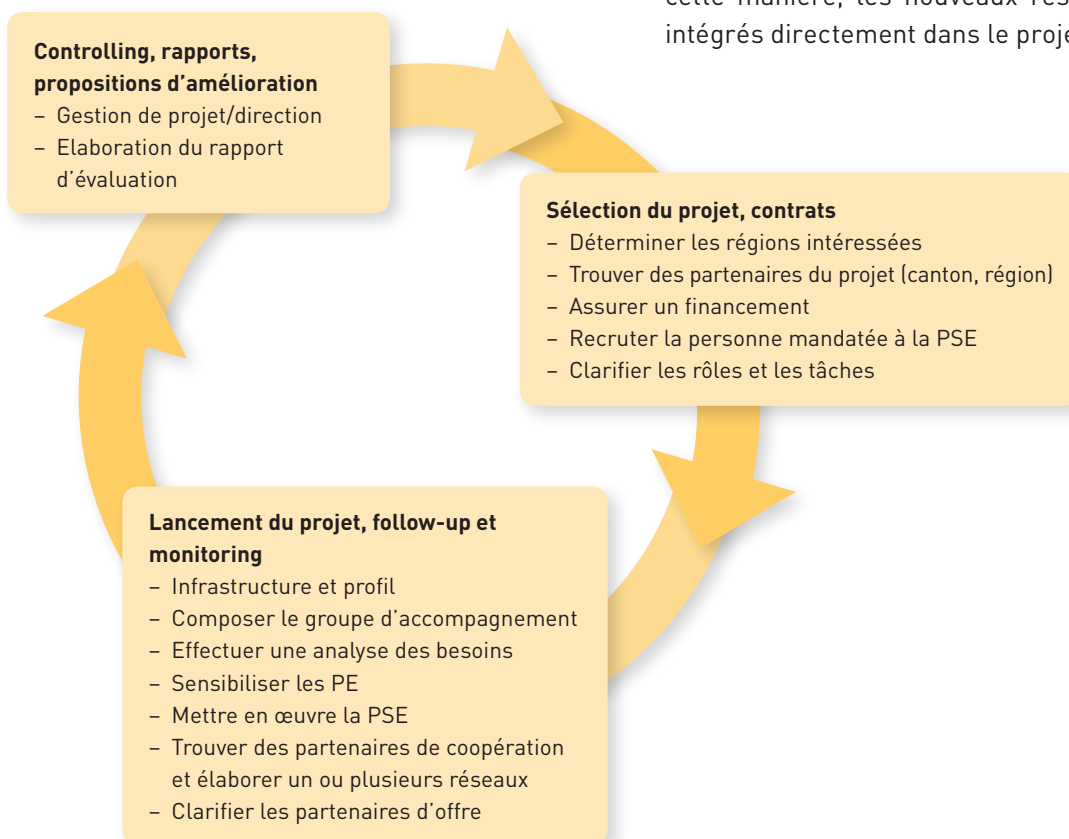 cette manière, les nouveaux
intégrés directement dans le
Controlling, rapports,
propositions d’amélioration
– Gestion de projet/direction
– Elaboration du rapport
d’évaluation
Sélection du projet, contrats
– Déterminer les régions intéressées
– Trouver des partenaires du projet (canton, région)
– Assurer un financement
– Recruter la personne mandatée à la PSE
– Clarifier les rôles et les tâches
Lancement du projet, follow-up et
monitoring
– Infrastructure et profil
– Composer le groupe d’accompagnement
– Effectuer une analyse des besoins
– Sensibiliser les PE
– Mettre en œuvre la PSE
– Trouver des partenaires de coopération
et élaborer un ou plusieurs réseaux
– Clarifier les partenaires d’offre